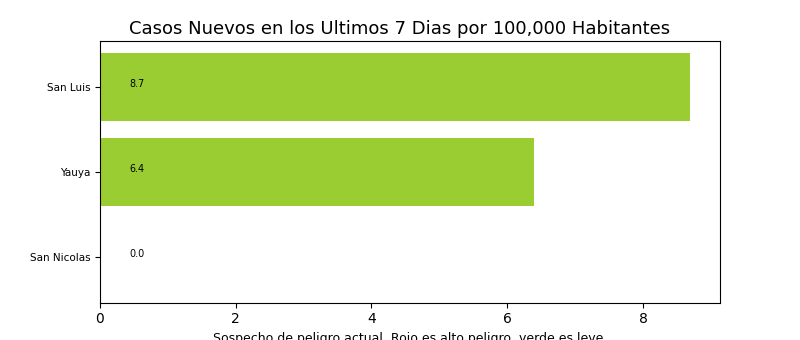 Casos Nuevos en los Ultimos 7 Dias por 100,000 Habitantes
San Luis 8.7
Yauya 6.4
San Nicolas 0.0
0 2 4 6 8
Sospecho de peligro actual. Rojo es alto peligro, verde es leve